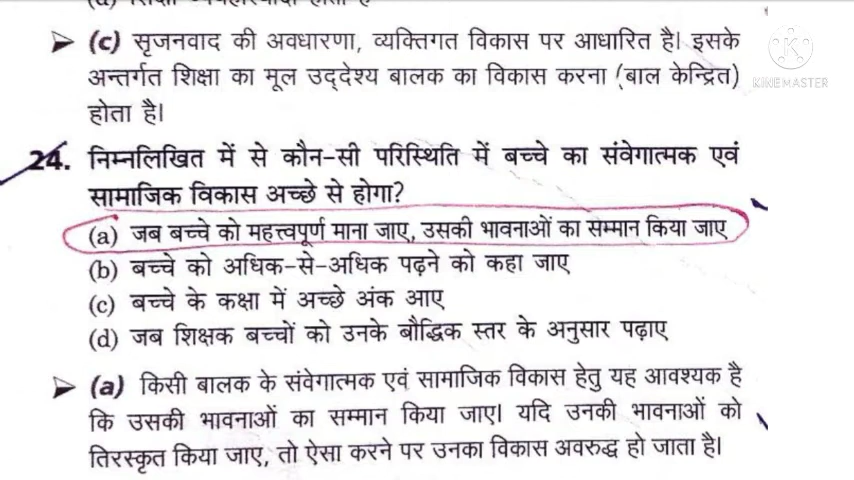 (c) सृजनवाद की अवधारणा, व्यक्तिगत विकास पर आधारित है। इसके
अन्तर्गत शिक्षा का मूल उद्देश्य बालक का विकास करना (बाल केन्द्रित)
होता है।
KINEMASTER
24. निम्नलिखित में से कौन-सी परिस्थिति में बच्चे का संवेगात्मक एवं
सामाजिक विकास अच्छे से होगा?
(a) जब बच्चे को महत्त्वपूर्ण माना जाए, उसकी भावनाओं का सम्मान किया जाए
(b) बच्चे को अधिक-से-अधिक पढ़ने को कहा जाए
(c) बच्चे के कक्षा में अच्छे अंक आए
(d) जब शिक्षक बच्चों को उनके बौद्धिक स्तर के अनुसार पढ़ाए
(a) किसी बालक के संवेगात्मक एवं सामाजिक विकास हेतु यह आवश्यक है
कि उसकी भावनाओं का सम्मान किया जाए। यदि उनकी भावनाओं को
तिरस्कृत किया जाए, तो ऐसा करने पर उनका विकास अवरुद्ध हो जाता है।